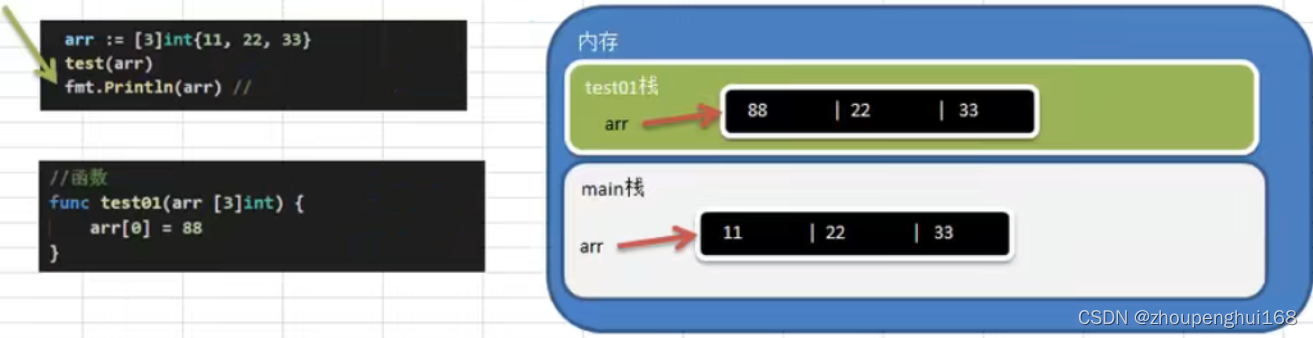 arr := [3]int{11, 22, 33}
test(arr)
fmt.Println(arr) //
//函数
func test01(arr [3]int) {
arr[0] = 88
}
内存
test01栈
arr
88 | 22 | 33
main栈
arr
11 | 22 | 33
CSDN @zhoupenghui168